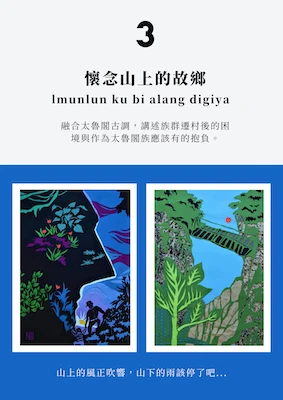 3
懷念山上的故鄉
lmunlun ku bi alang digiya
融合太魯閣古調，講述族群遷村後的困
境與作為太魯閣族應該有的抱負。
山上的風正吹響，山下的雨該停了吧...